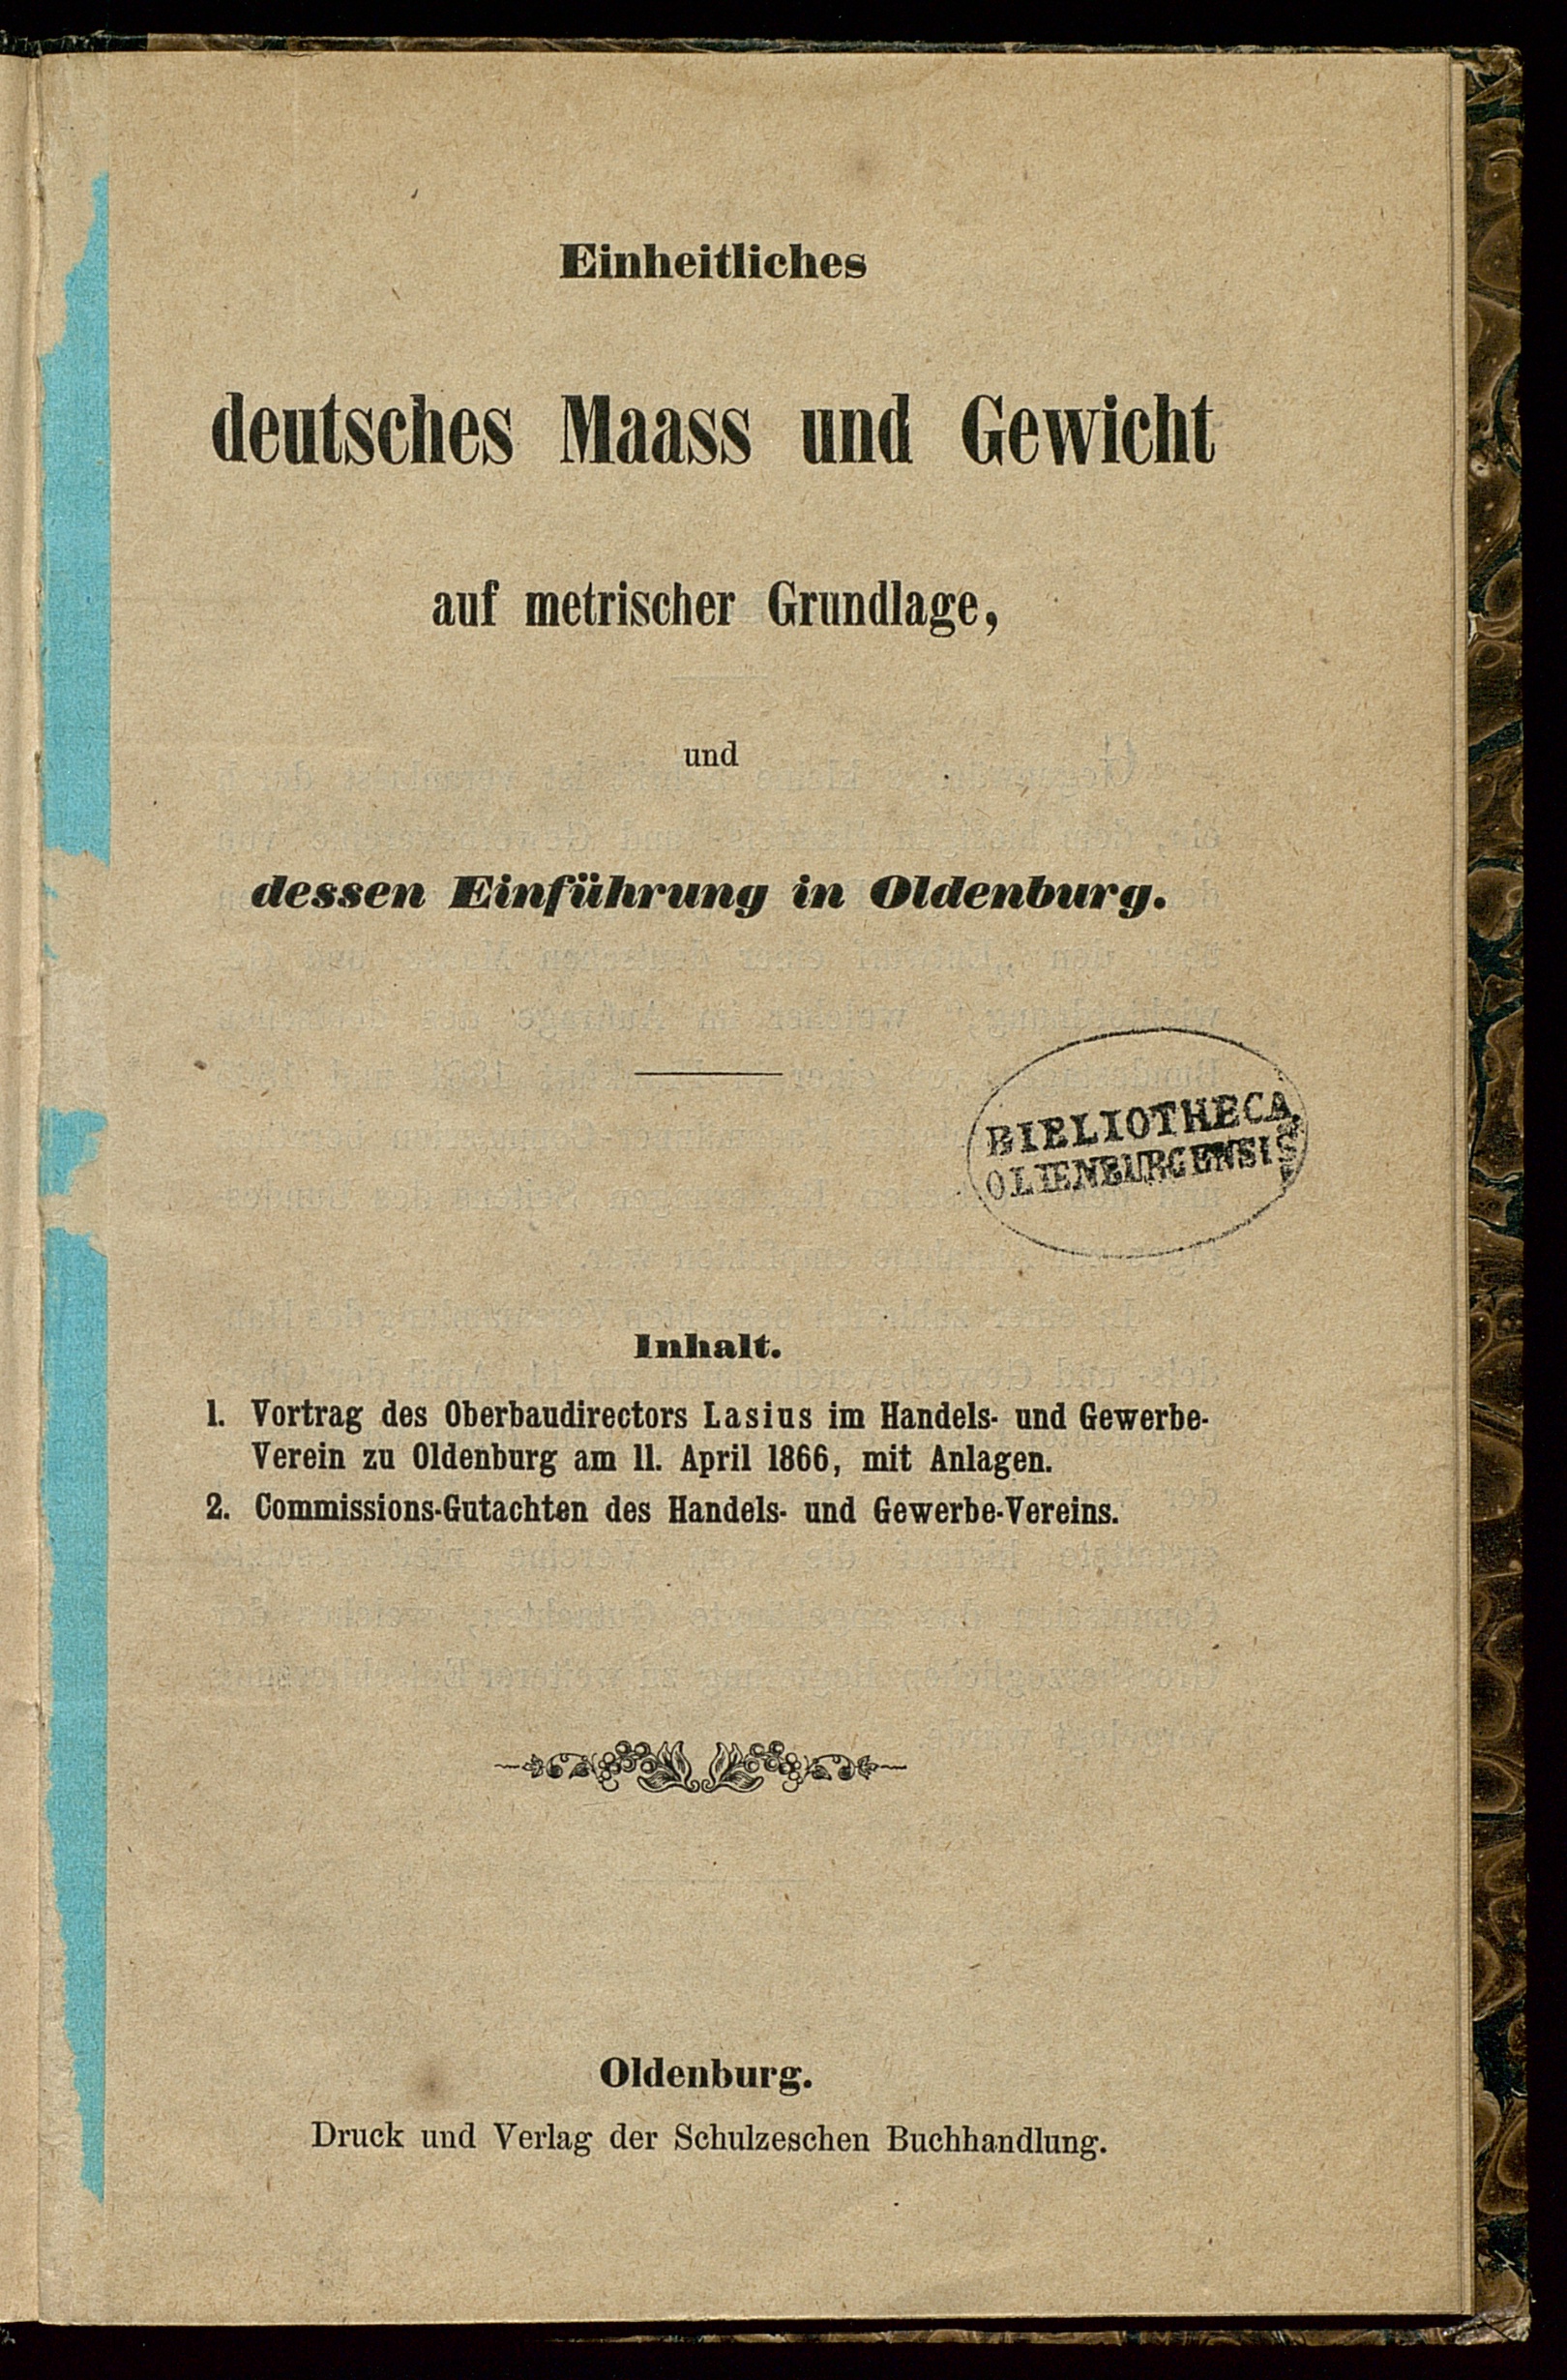 Einheitliches
deutsches Maass und Gewicht
auf metrischer Grundlage,
und
dessen Einführung in Oldenburg.
BIBLIOTHECA
OLDENBURGENSIS
Inhalt.
1. Vortrag des Oberbaudirectors Lasius im Handels- und Gewerbe-
Verein zu Oldenburg am 11. April 1866, mit Anlagen.
2. Commissions-Gutachten des Handels- und Gewerbe-Vereins.
Oldenburg.
Druck und Verlag der Schulzeschen Buchhandlung.